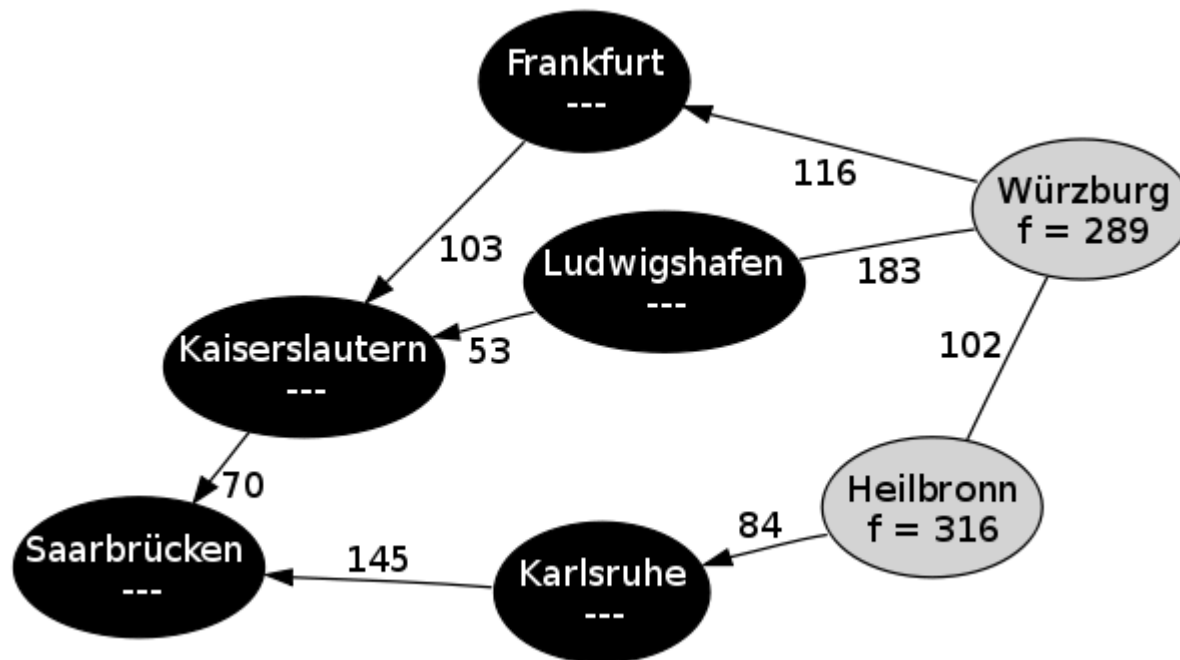 Frankfurt
---
116
Würzburg
f = 289
103
Ludwigshafen
---
183
Kaiserslautern
---
53
102
70
Heilbronn
f = 316
84
Saarbrücken
---
145
Karlsruhe
---